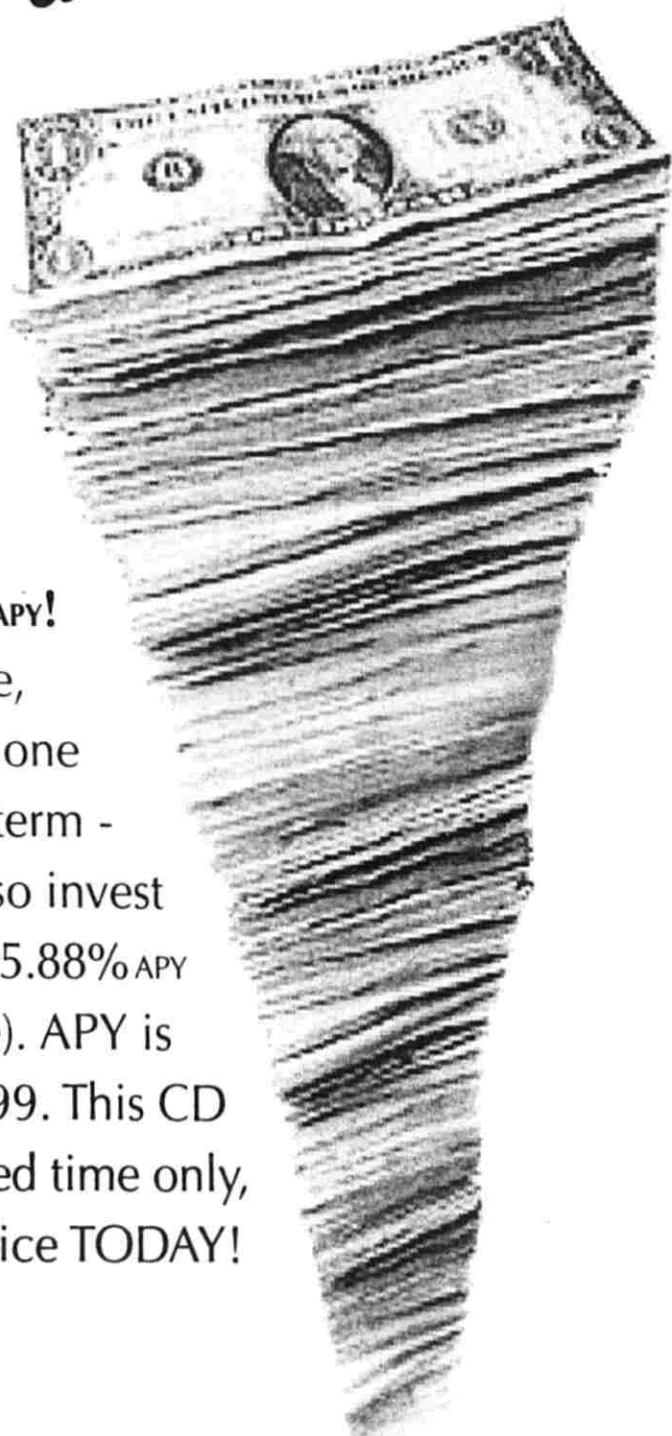 APY!
e,
one
term -
so invest
5.88% APY
). APY is
99. This CD
ed time only,
ice TODAY!